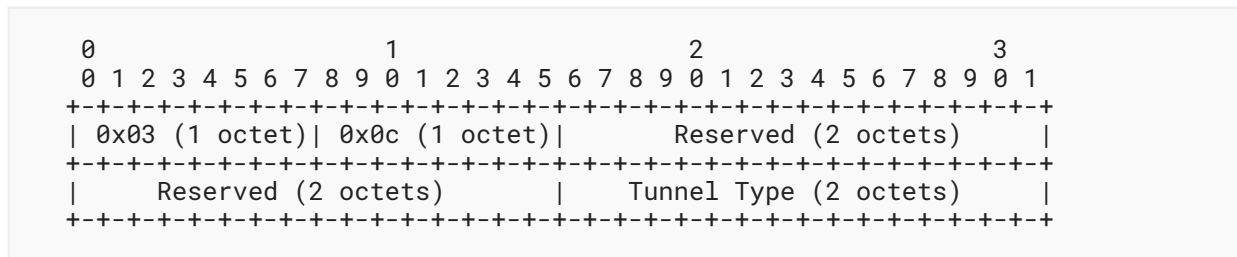 0                   1                   2                   3
 0 1 2 3 4 5 6 7 8 9 0 1 2 3 4 5 6 7 8 9 0 1 2 3 4 5 6 7 8 9 0 1
+-+-+-+-+-+-+-+-+-+-+-+-+-+-+-+-+-+-+-+-+-+-+-+-+-+-+-+-+-+-+-+-+
| 0x03 (1 octet)| 0x0c (1 octet)|       Reserved (2 octets)     |
+-+-+-+-+-+-+-+-+-+-+-+-+-+-+-+-+-+-+-+-+-+-+-+-+-+-+-+-+-+-+-+-+
|     Reserved (2 octets)       |    Tunnel Type (2 octets)     |
+-+-+-+-+-+-+-+-+-+-+-+-+-+-+-+-+-+-+-+-+-+-+-+-+-+-+-+-+-+-+-+-+